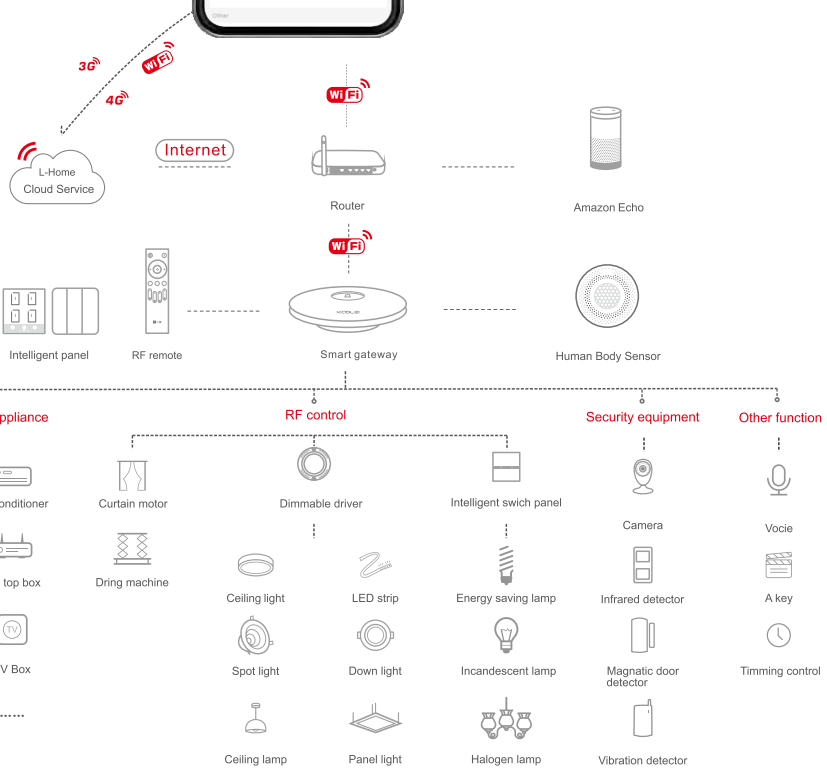 Other
3G
WiFi
4G
WiFi
Internet
L-Home
Cloud Service
Router
Amazon Echo
WiFi
Intelligent panel
RF remote
Smart gateway
Human Body Sensor
ppliance
RF control
Security equipment
Other function
onditioner
Curtain motor
Dimmable driver
Intelligent swich panel
Camera
Vocie
top box
Dring machine
Ceiling light
LED strip
Energy saving lamp
Infrared detector
A key
TV
V Box
Spot light
Down light
Incandescent lamp
Magnatic door
detector
Timming control
Ceiling lamp
Panel light
Halogen lamp
Vibration detector